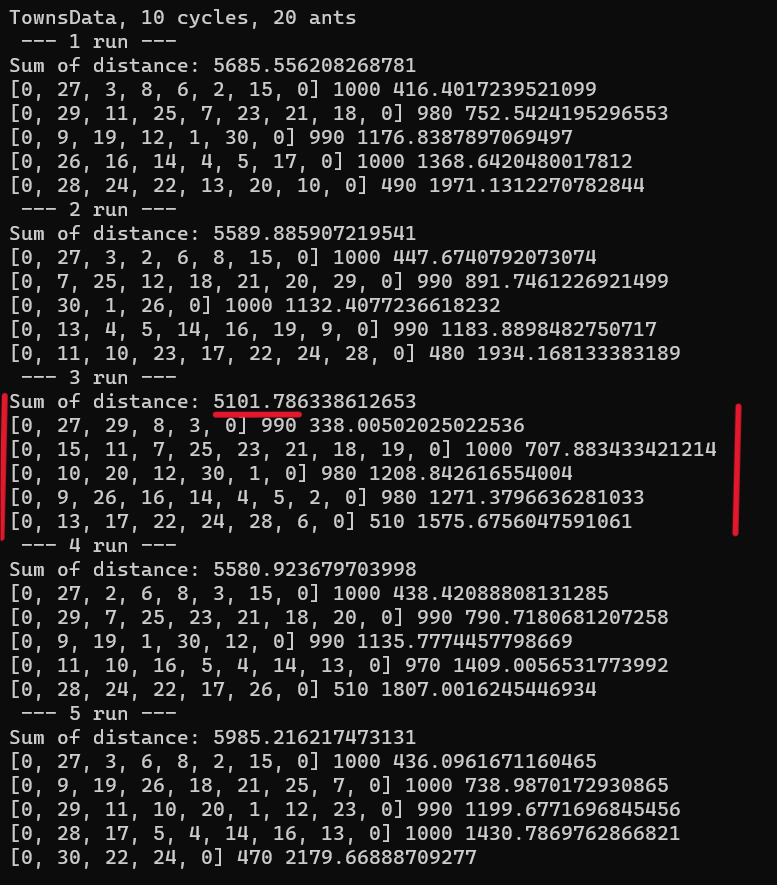 TownsData, 10 cycles, 20 ants
--- 1 run ---
Sum of distance: 5685.556208268781
[0, 27, 3, 8, 6, 2, 15, 0] 1000 416.4017239521099
[0, 29, 11, 25, 7, 23, 21, 18, 0] 980 752.5424195296553
[0, 9, 19, 12, 1, 30, 0] 990 1176.8387897069497
[0, 26, 16, 14, 4, 5, 17, 0] 1000 1368.6420480017812
[0, 28, 24, 22, 13, 20, 10, 0] 490 1971.1312270782844
--- 2 run ---
Sum of distance: 5589.885907219541
[0, 27, 3, 2, 6, 8, 15, 0] 1000 447.6740792073074
[0, 7, 25, 12, 18, 21, 20, 29, 0] 990 891.7461226921499
[0, 30, 1, 26, 0] 1000 1132.4077236618232
[0, 13, 4, 5, 14, 16, 19, 9, 0] 990 1183.8898482750717
[0, 11, 10, 23, 17, 22, 24, 28, 0] 480 1934.168133383189
--- 3 run ---
Sum of distance: 5101.786338612653
[0, 27, 29, 8, 3, 0] 990 338.00502025022536
[0, 15, 11, 7, 25, 23, 21, 18, 19, 0] 1000 707.883433421214
[0, 10, 20, 12, 30, 1, 0] 980 1208.842616554004
[0, 9, 26, 16, 14, 4, 5, 2, 0] 980 1271.3796636281033
[0, 13, 17, 22, 24, 28, 6, 0] 510 1575.6756047591061
--- 4 run ---
Sum of distance: 5580.923679703998
[0, 27, 2, 6, 8, 3, 15, 0] 1000 438.42088808131285
[0, 29, 7, 25, 23, 21, 18, 20, 0] 990 790.7180681207258
[0, 9, 19, 1, 30, 12, 0] 990 1135.7774457798669
[0, 11, 10, 16, 5, 4, 14, 13, 0] 970 1409.0056531773992
[0, 28, 24, 22, 17, 26, 0] 510 1807.0016245446934
--- 5 run ---
Sum of distance: 5985.216217473131
[0, 27, 3, 6, 8, 2, 15, 0] 1000 436.0961671160465
[0, 9, 19, 26, 18, 21, 25, 7, 0] 1000 738.9870172930865
[0, 29, 11, 10, 20, 1, 12, 23, 0] 990 1199.6771696845456
[0, 28, 17, 5, 4, 14, 16, 13, 0] 1000 1430.7869762866821
[0, 30, 22, 24, 0] 470 2179.66888709277